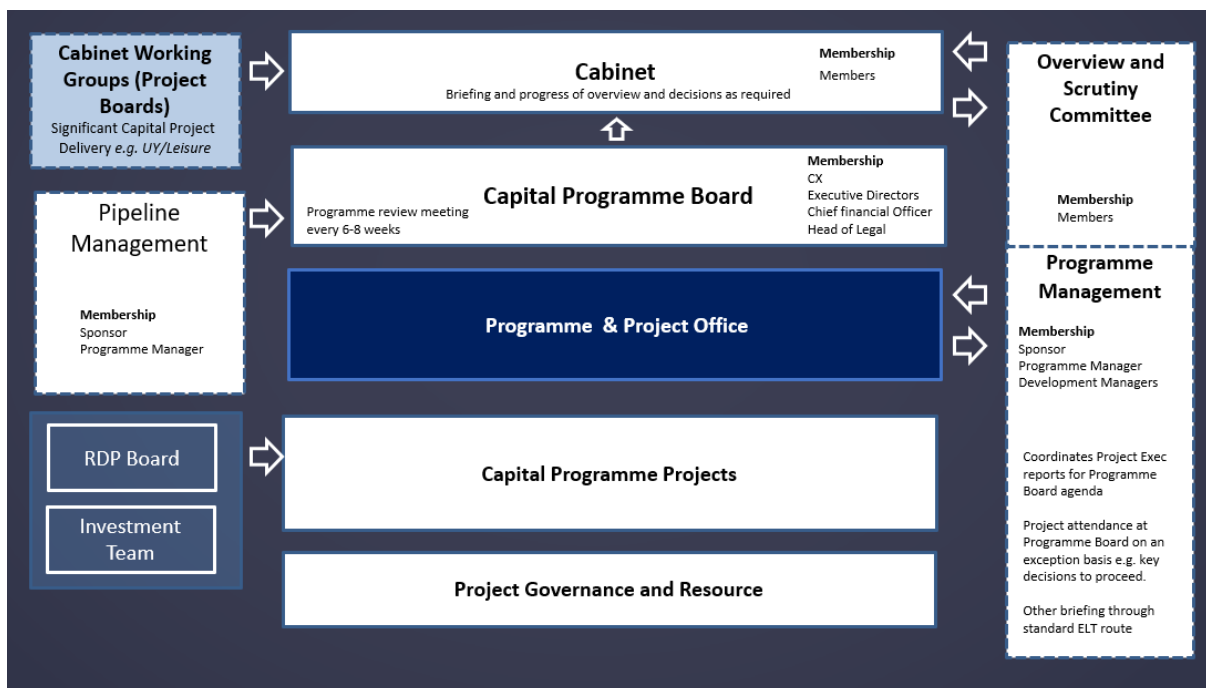 Cabinet Working
Groups (Project
Boards)
Significant Capital Project
Delivery e.g. UY/Leisure
Cabinet
Briefing and progress of overview and decisions as required
Membership
Members
Overview and
Scrutiny
Committee
Membership
Members
Pipeline
Management
Membership
Sponsor
Programme Manager
Programme review meeting
every 6-8 weeks
Capital Programme Board
Membership
CX
Executive Directors
Chief financial Officer
Head of Legal
Programme & Project Office
Programme
Management
Membership
Sponsor
Programme Manager
Development Managers
Coordinates Project Exec
reports for Programme
Board agenda
Project attendance at
Programme Board on an
exception basis e.g. key
decisions to proceed.
Other briefing through
standard ELT route
RDP Board
Investment
Team
Capital Programme Projects
Project Governance and Resource